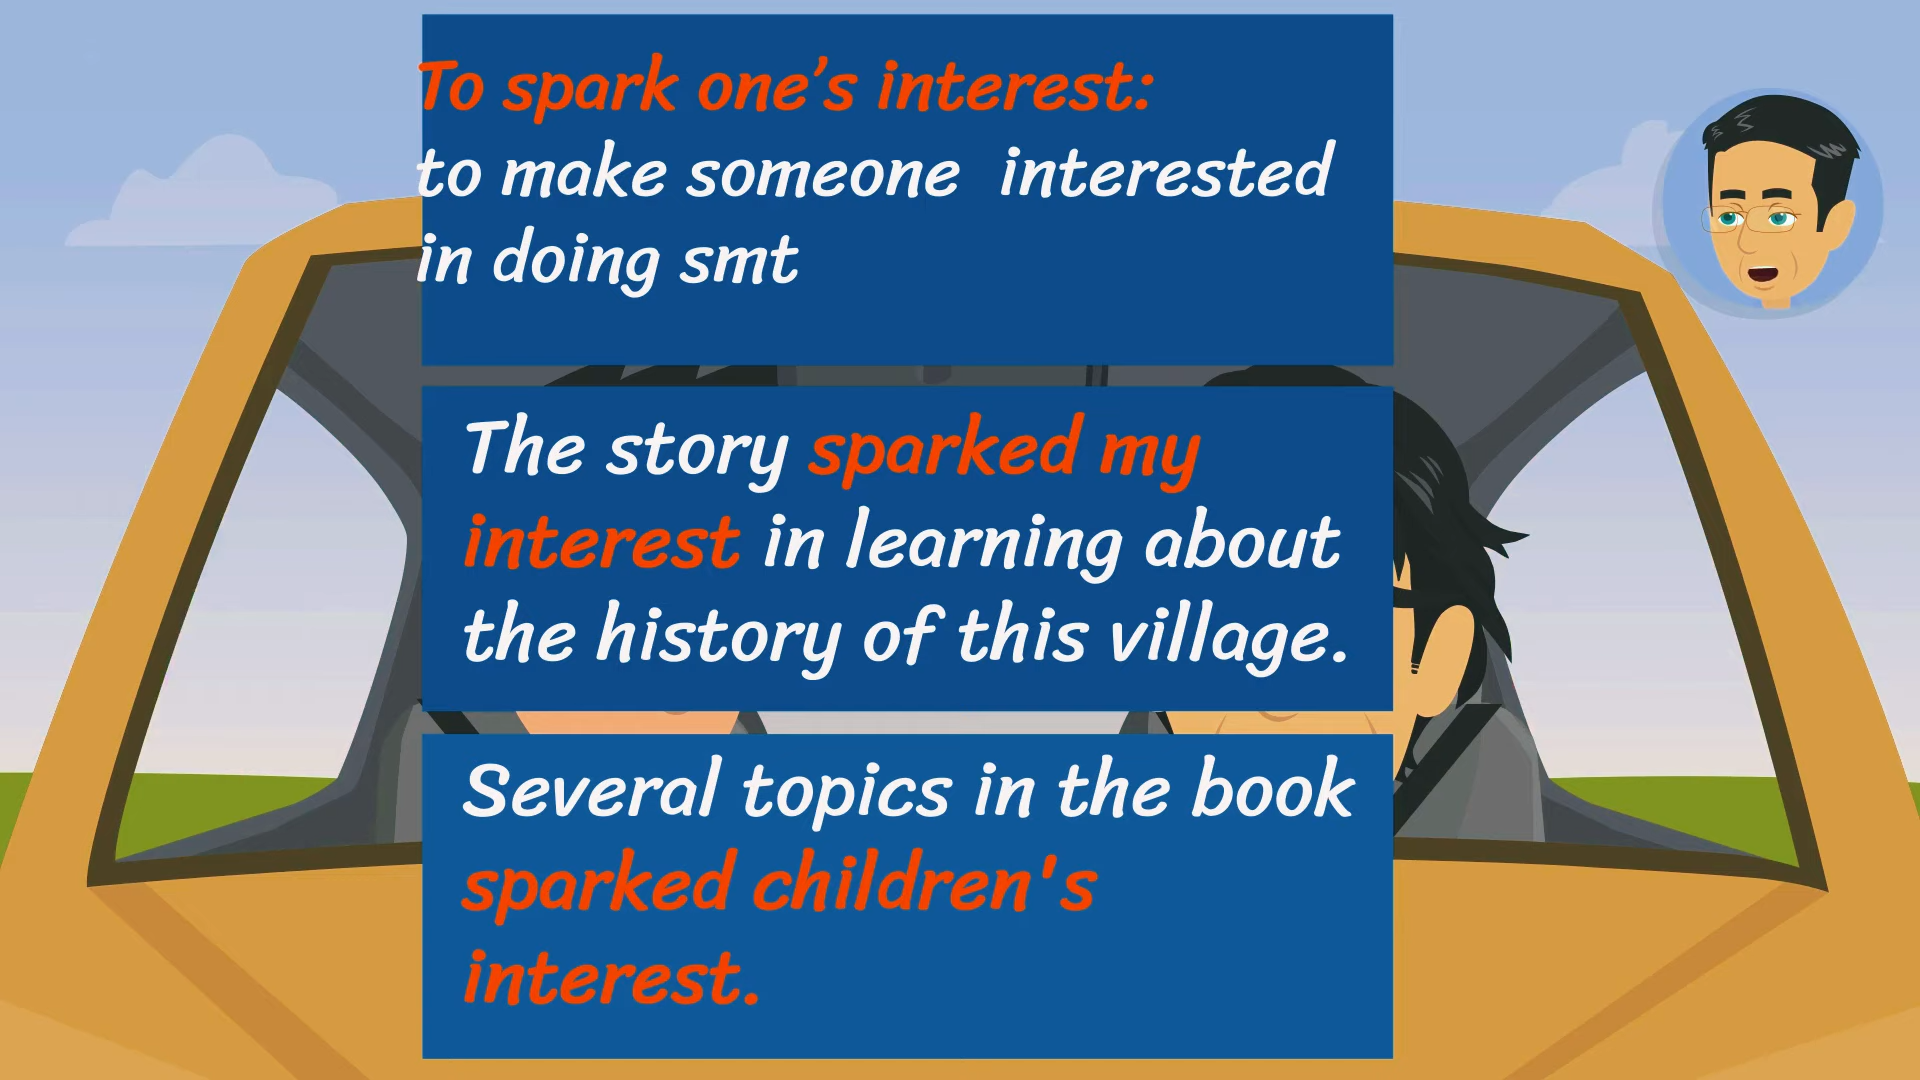 To spark one’s interest:
to make someone  interested
in doing smt
The story sparked my
interest in learning about
the history of this village.
Several topics in the book
sparked children's
interest.